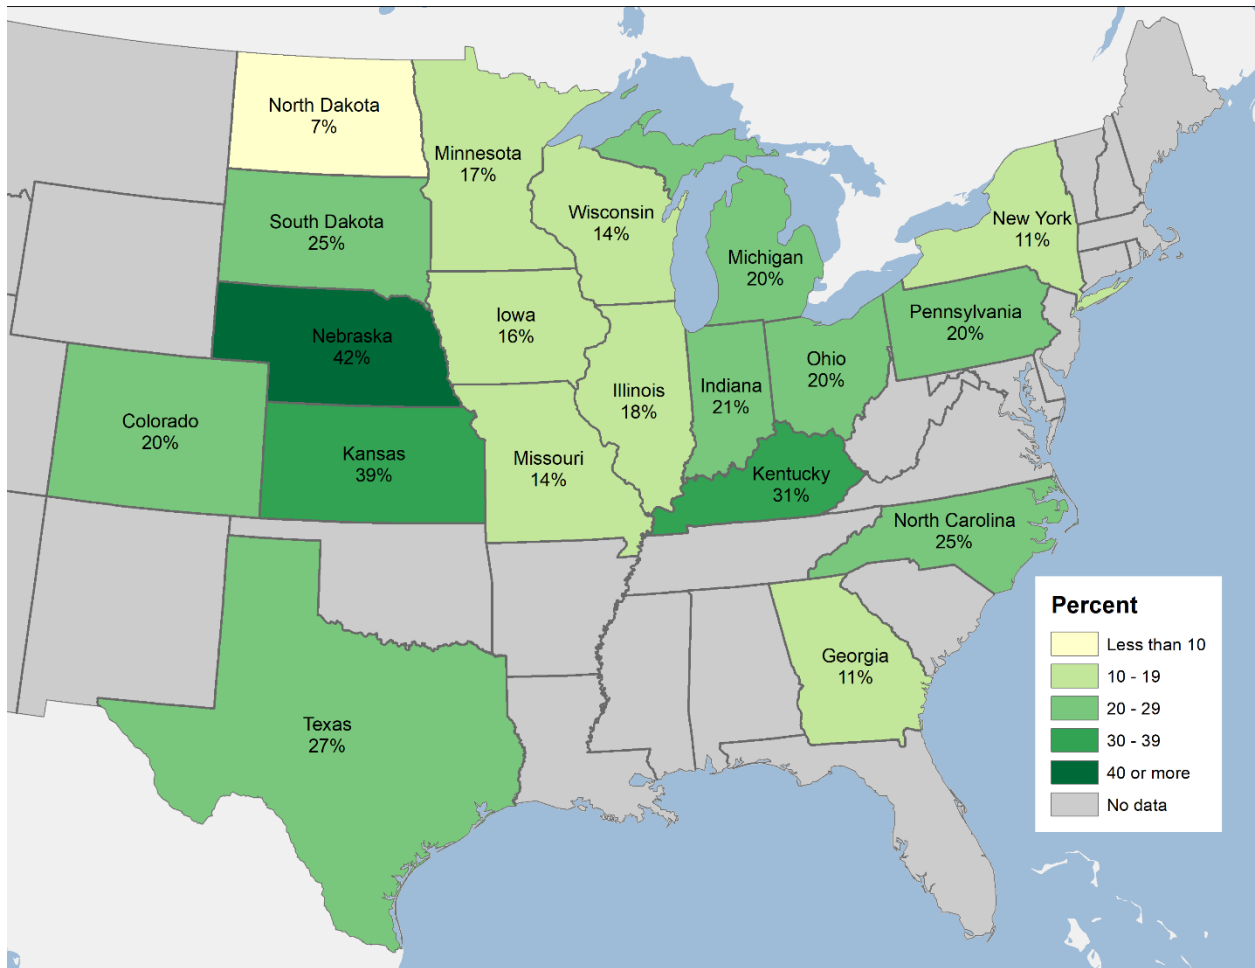 North Dakota
7%
Minnesota
17%
South Dakota
25%
Wisconsin
14%
New York
11%
Michigan
20%
Nebraska
42%
Iowa
16%
Pennsylvania
20%
Ohio
20%
Indiana
21%
Illinois
18%
Colorado
20%
Kansas
39%
Missouri
14%
Kentucky
31%
North Carolina
25%
Georgia
11%
Texas
27%
Percent
Less than 10
10 - 19
20 - 29
30 - 39
40 or more
No data